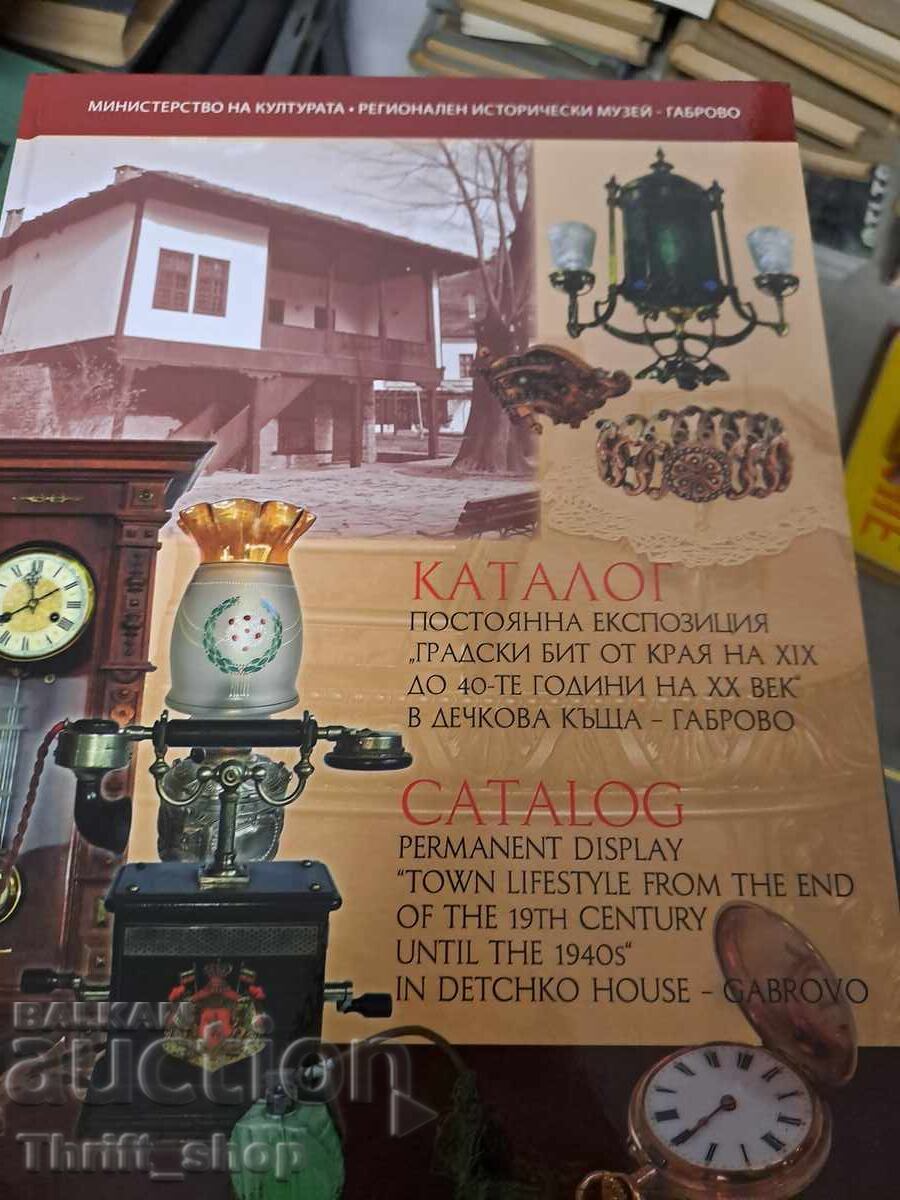 МИНИСТЕРСТВО НА КУЛТУРАТА • РЕГИОНАЛЕН ИСТОРИЧЕСКИ МУЗЕЙ - ГАБРОВО
КАТАЛОГ
ПОСТОЯННА ЕКСПОЗИЦИЯ
„ГРАДСКИ БИТ ОТ КРАЯ НА XIX
ДО 40-ТЕ ГОДИНИ НА XX ВЕК"
В ДЕЧКОВА КЪЩА – ГАБРОВО
CATALOG
PERMANENT DISPLAY
“TOWN LIFESTYLE FROM THE END
OF THE 19TH CENTURY
UNTIL THE 1940s“
IN DETCHKO HOUSE – GABROVO
BALKAN
auction
Thrift_shop